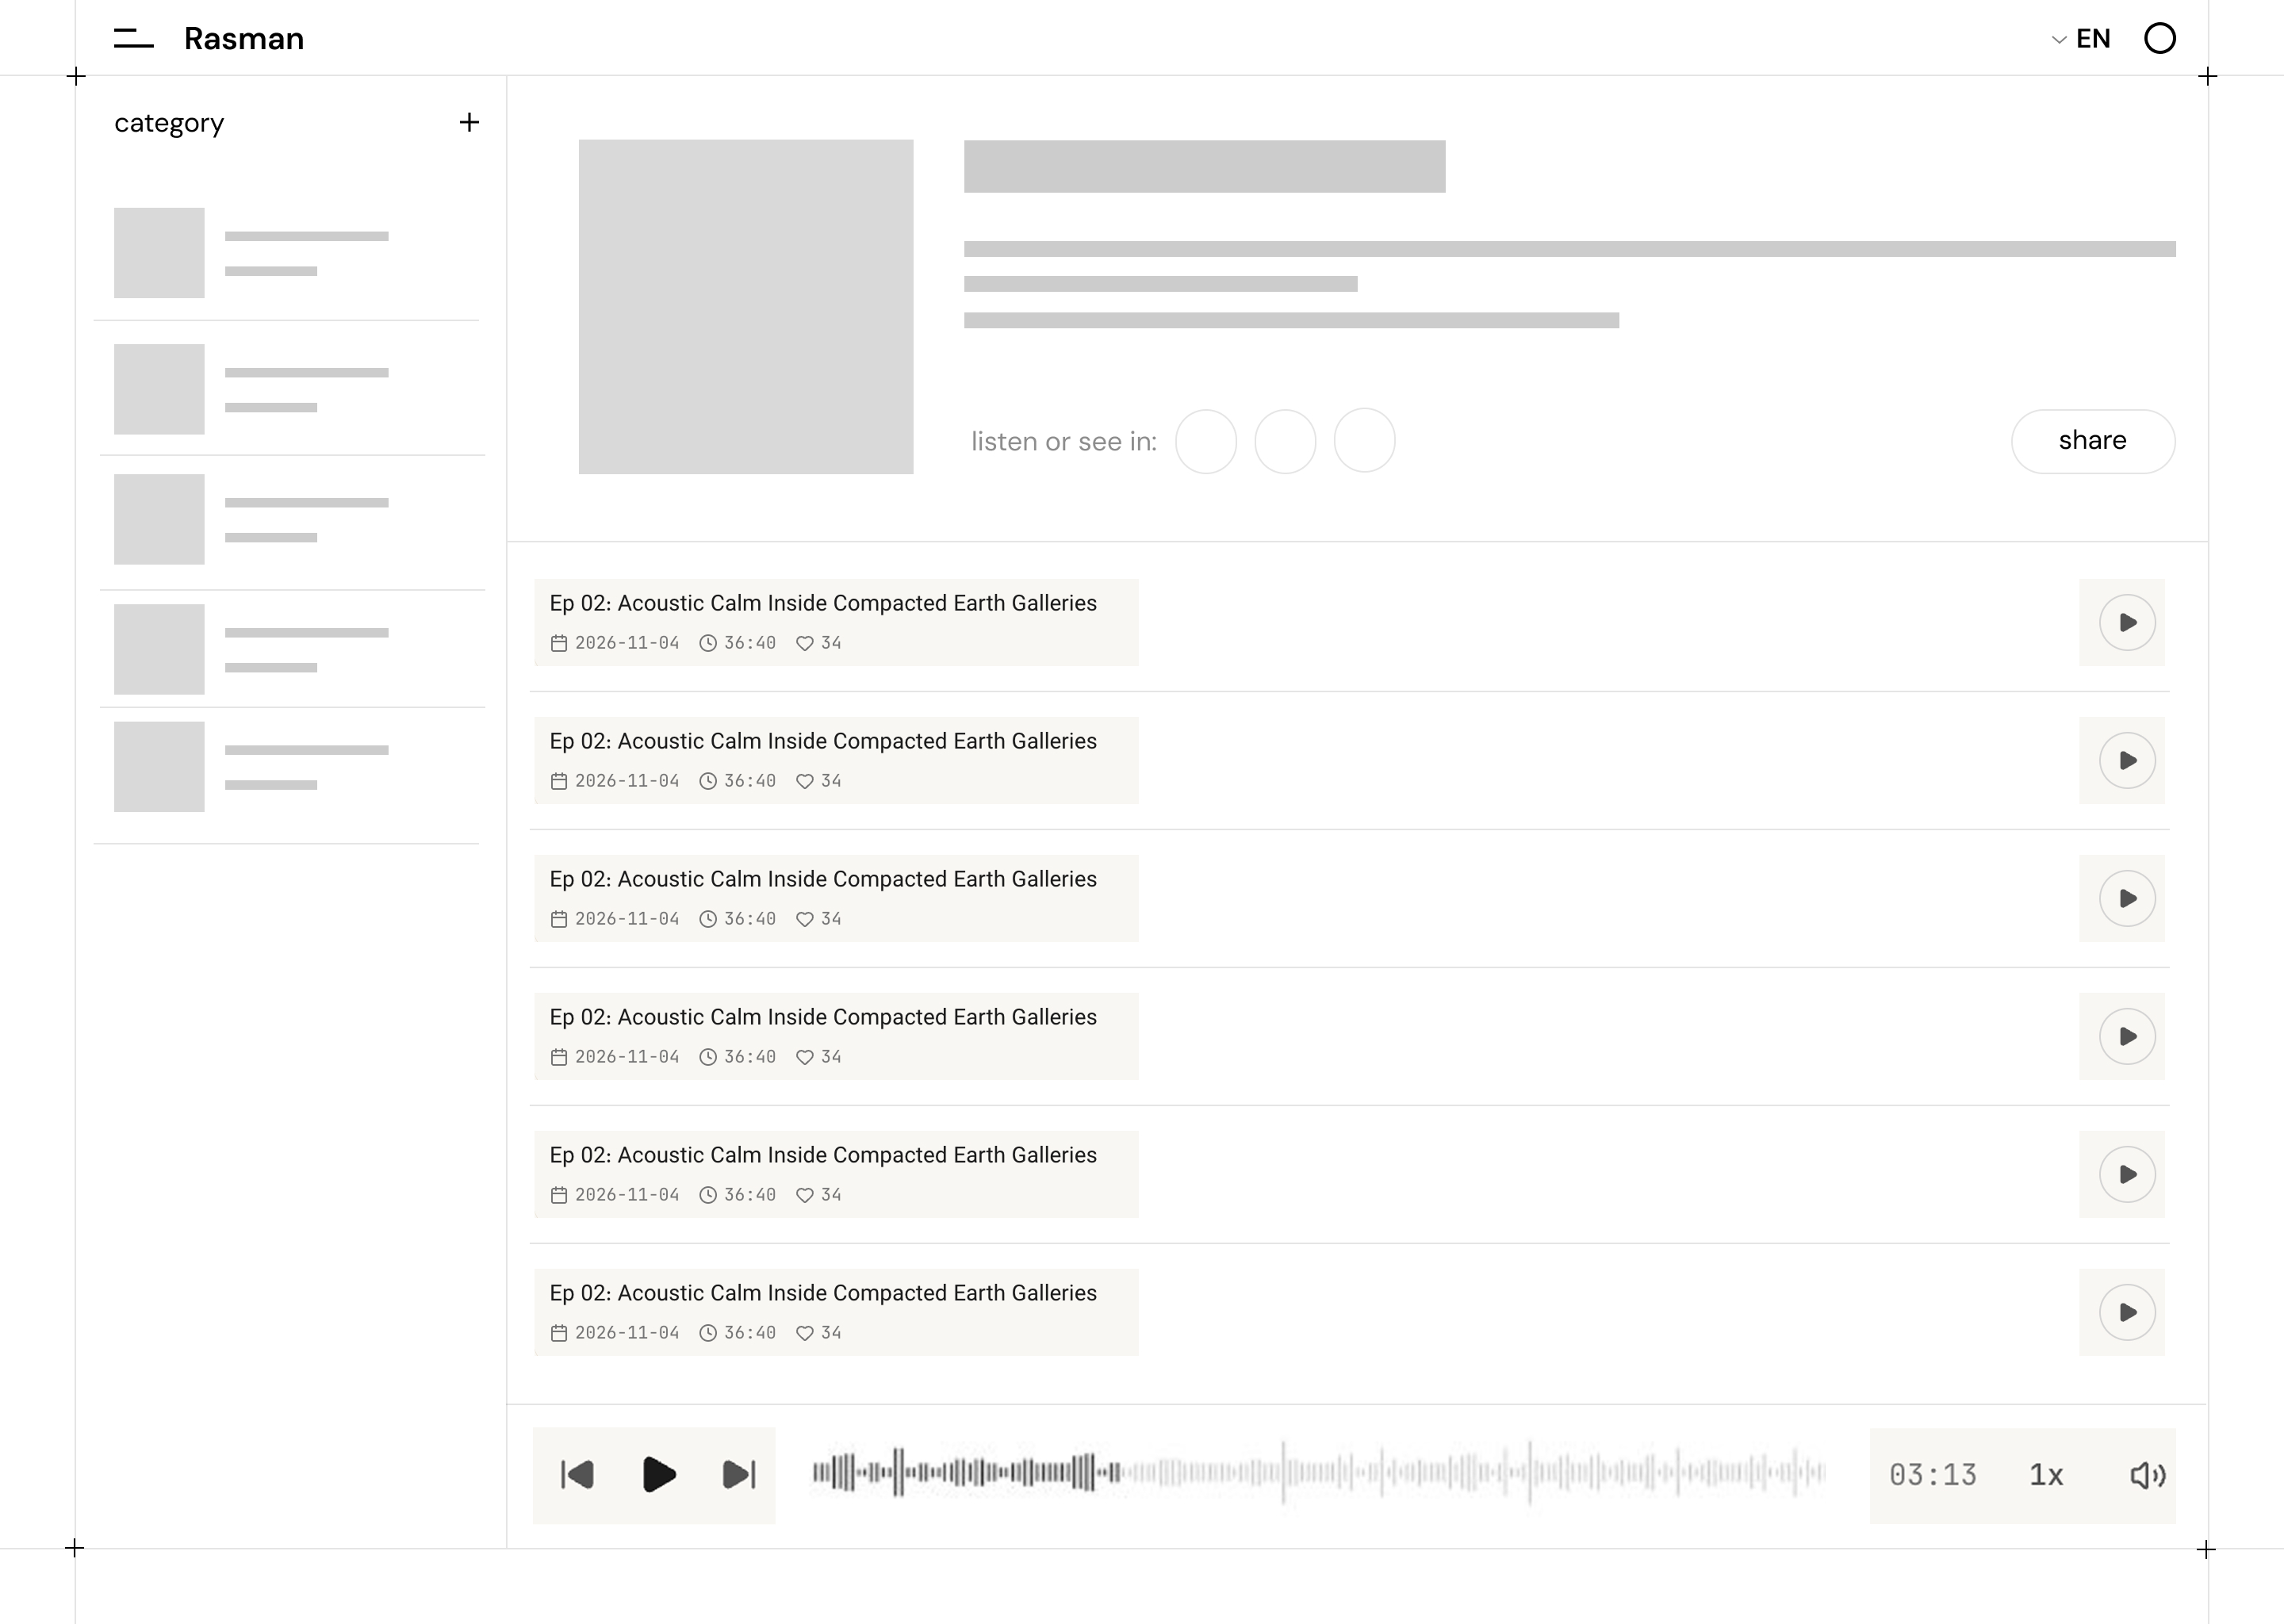 Rasman
EN
category
listen or see in:
share
Ep 02: Acoustic Calm Inside Compacted Earth Galleries
2026-11-04 36:40 34
Ep 02: Acoustic Calm Inside Compacted Earth Galleries
2026-11-04 36:40 34
Ep 02: Acoustic Calm Inside Compacted Earth Galleries
2026-11-04 36:40 34
Ep 02: Acoustic Calm Inside Compacted Earth Galleries
2026-11-04 36:40 34
Ep 02: Acoustic Calm Inside Compacted Earth Galleries
2026-11-04 36:40 34
Ep 02: Acoustic Calm Inside Compacted Earth Galleries
2026-11-04 36:40 34
03:13 1x